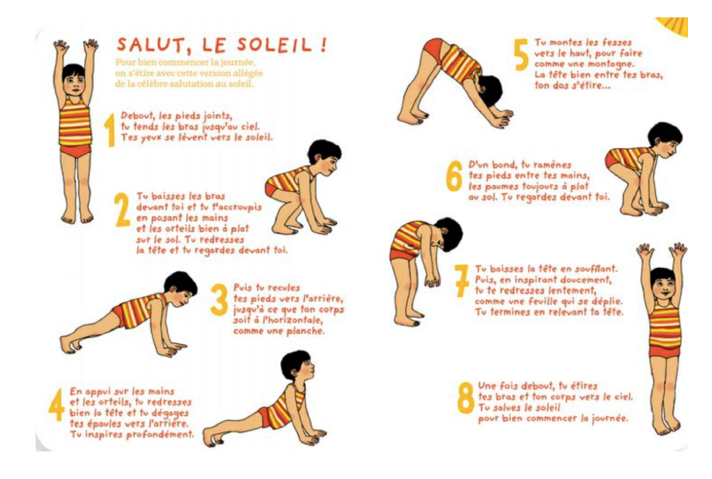 SALUT, LE SOLEIL !
Pour bien commencer la journée,
on s'étire avec cette version allégée
de la célèbre salutation au soleil.
1
Debout, les pieds joints,
tu tends les bras jusqu'au ciel.
Tes yeux se lèvent vers le soleil.
2
Tu baisses les bras
devant toi et tu t'accroupis
en posant les mains
et les orteils bien à plat
sur le sol. Tu redresses
la tête et tu regardes devant toi.
3
Puis tu recules
tes pieds vers l'arrière,
jusqu'à ce que ton corps
soit à l'horizontale,
comme une planche.
4
En appui sur les mains
et les orteils, tu redresses
bien la tête et tu dégages
tes épaules vers l'arrière.
Tu inspires profondément.
5
Tu montes les fesses
vers le haut, pour faire
comme une montagne.
La tête bien entre tes bras,
ton dos s'étire...
6
D'un bond, tu ramènes
tes pieds entre tes mains,
les paumes toujours à plat
au sol. Tu regardes devant toi.
7
Tu baisses la tête en soufflant.
Puis, en inspirant doucement,
tu te redresses lentement,
comme une feuille qui se déplie.
Tu termines en relevant ta tête.
8
Une fois debout, tu étires
tes bras et ton corps vers le ciel.
Tu salues le soleil
pour bien commencer la journée.